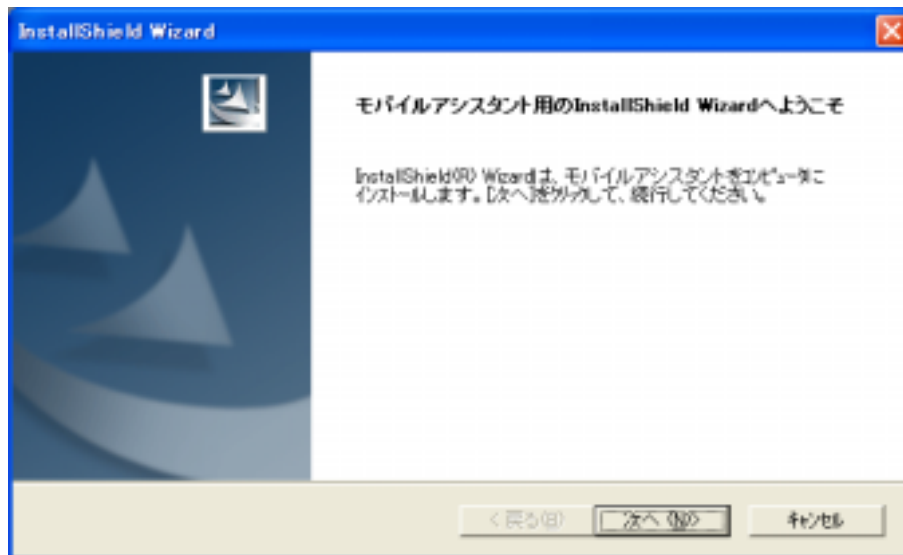 InstallShield Wizard
モバイルアシスタント用のInstallShield Wizardへようこそ
InstallShield(R) Wizardは、モバイルアシスタントをコンピュータに
インストールします。[次へ]をクリックして、続行してください。
< 戻る(B)
次へ(N)>
キャンセル